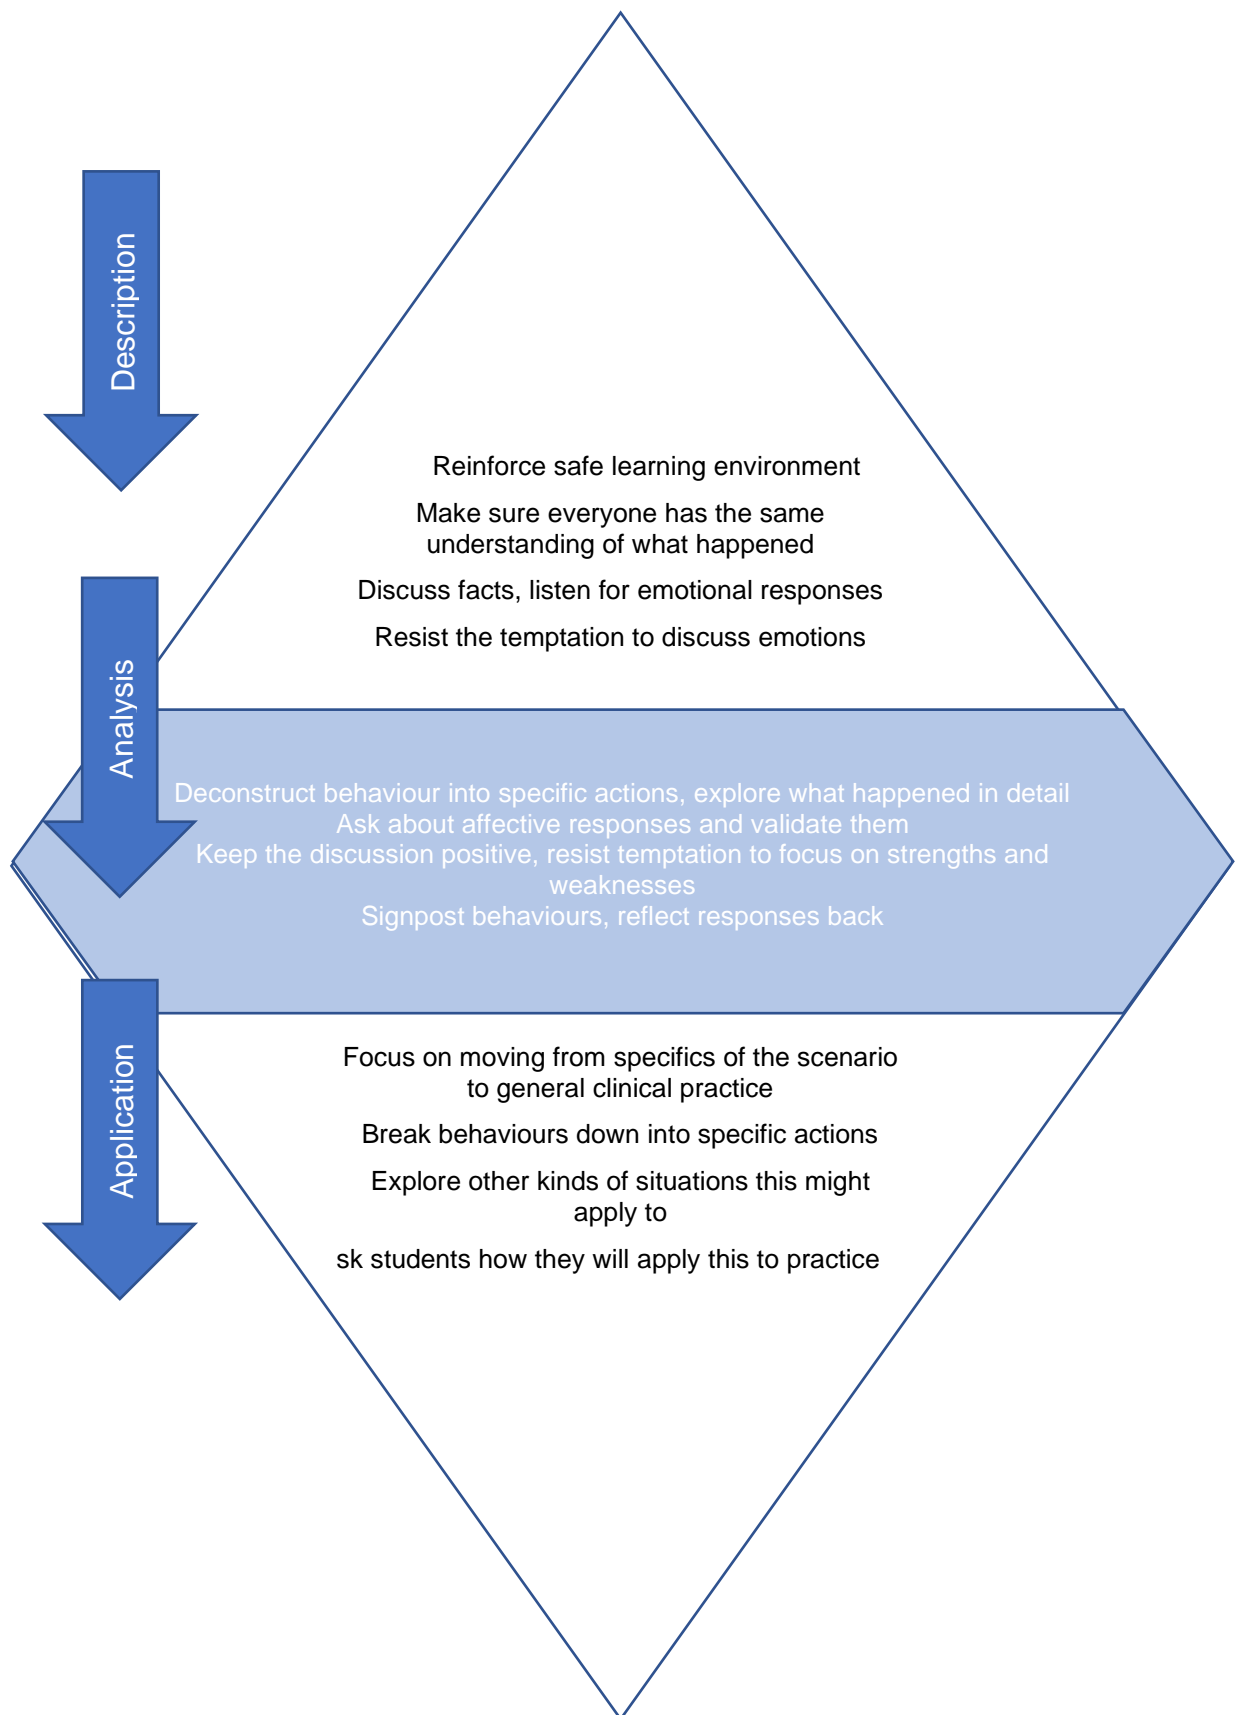 Description
Reinforce safe learning environment
Make sure everyone has the same
understanding of what happened
Discuss facts, listen for emotional responses
Resist the temptation to discuss emotions
Analysis
Deconstruct behaviour into specific actions, explore what happened in detail
Ask about affective responses and validate them
Keep the discussion positive, resist temptation to focus on strengths and
weaknesses
Signpost behaviours, reflect responses back
Application
Focus on moving from specifics of the scenario
to general clinical practice
Break behaviours down into specific actions
Explore other kinds of situations this might
apply to
sk students how they will apply this to practice